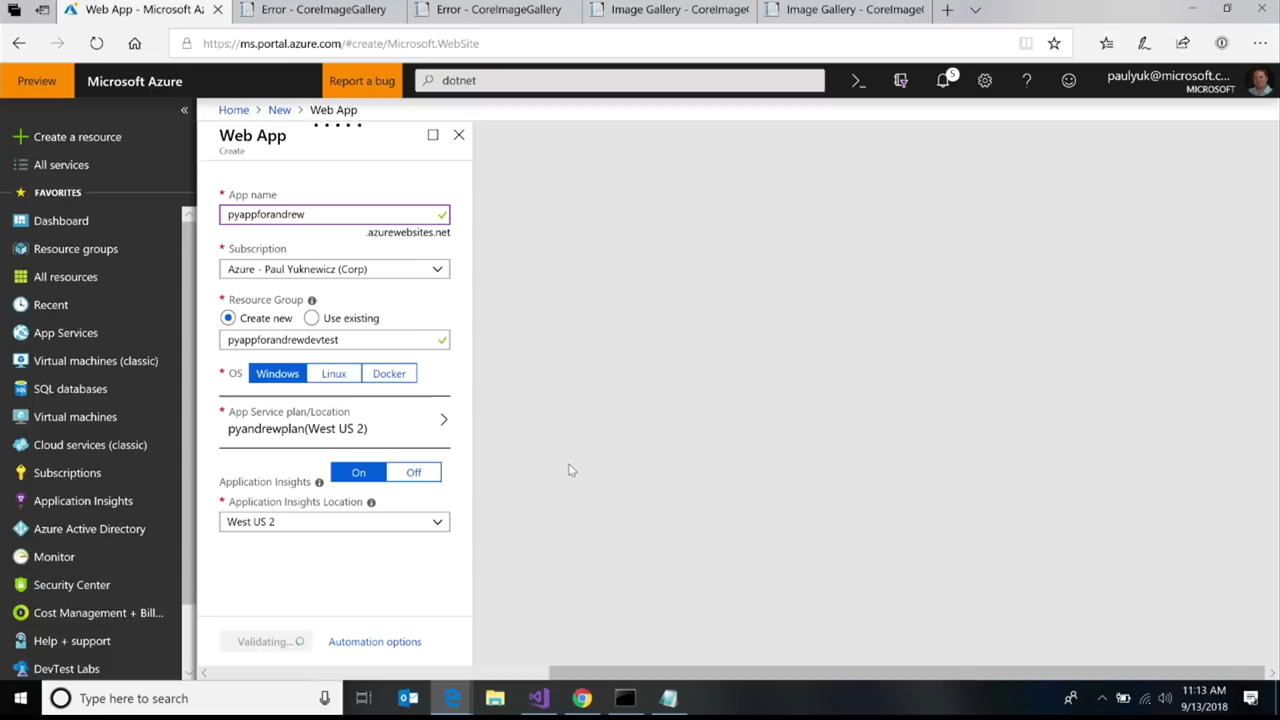 Web App - Microsoft Az
Error - CoreImageGallery
Error - CoreImageGallery
Image Gallery - CoreImageG
Image Gallery - CoreImageG
https://ms.portal.azure.com/#create/Microsoft.WebSite
Preview
Microsoft Azure
Report a bug
dotnet
5
paulyuk@microsoft.c...
MICROSOFT
Home > New > Web App
Create a resource
All services
FAVORITES
Dashboard
Resource groups
All resources
Recent
App Services
Virtual machines (classic)
SQL databases
Virtual machines
Cloud services (classic)
Subscriptions
Application Insights
Azure Active Directory
Monitor
Security Center
Cost Management + Bill...
Help + support
DevTest Labs
Web App
Create
* App name
pyappforandrew
.azurewebsites.net
* Subscription
Azure - Paul Yuknewicz (Corp)
* Resource Group
Create new Use existing
pyappforandrewdevtest
* OS Windows Linux Docker
* App Service plan/Location
pyandrewplan(West US 2)
Application Insights On Off
* Application Insights Location
West US 2
Validating... Automation options
Type here to search
11:13 AM
9/13/2018